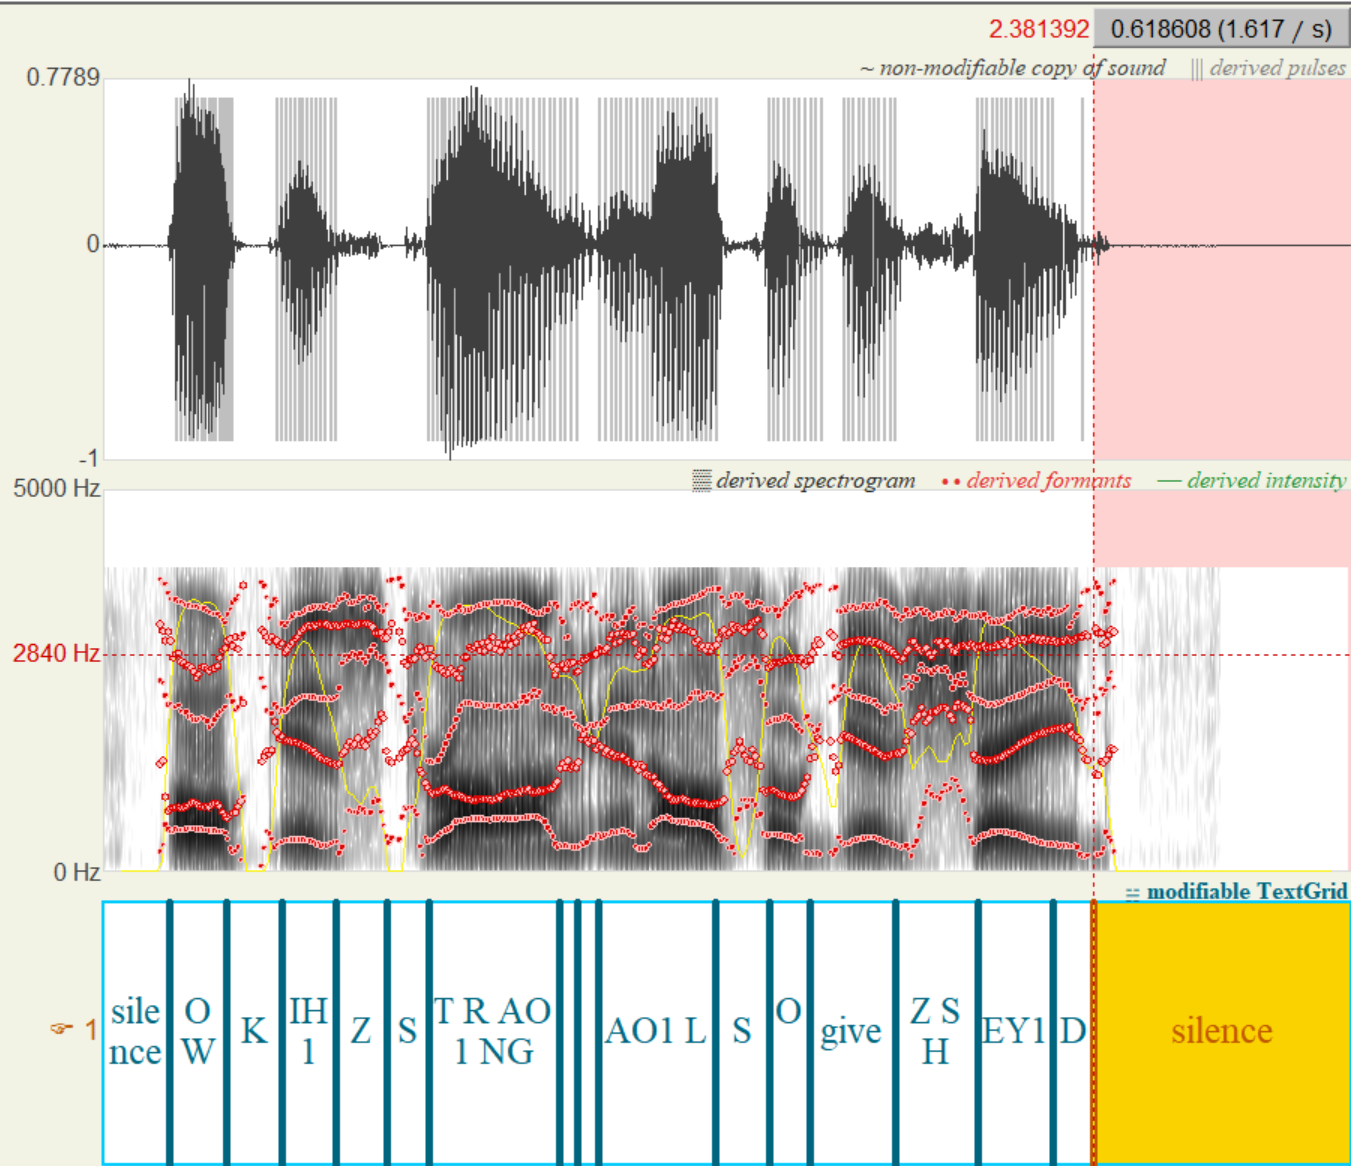 2.381392 0.618608 (1.617 / s)
~ non-modifiable copy of sound ||| derived pulses
0.7789
0
-1
5000 Hz
derived spectrogram •• derived formants — derived intensity
2840 Hz
0 Hz
modifiable TextGrid
☞ 1
sile
nce
O
W
K
IH
1
Z
S
T R AO
1 NG
AO1 L
S
O
give
Z S
H
EY1
D
silence